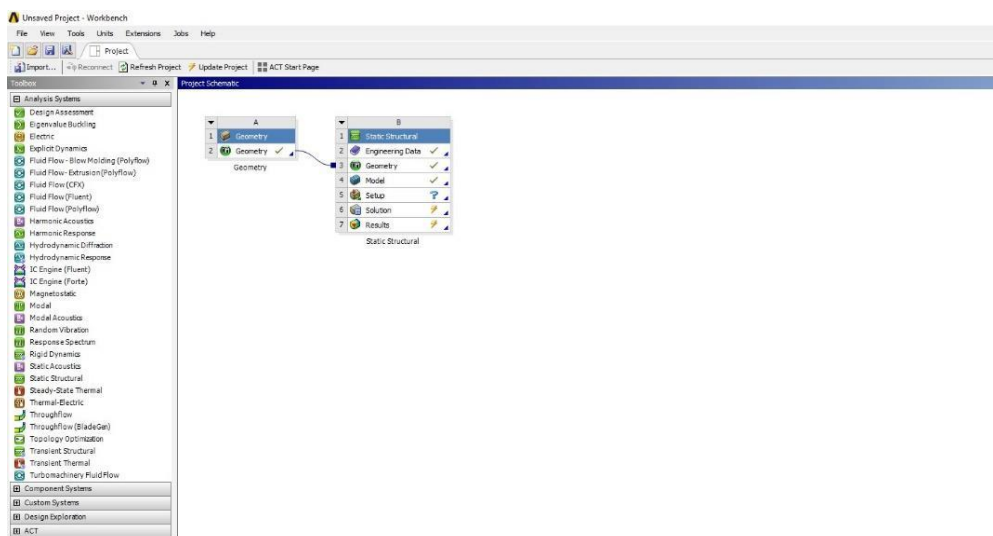 Unsaved Project - Workbench
File View Tools Units Extensions Jobs Help
Project
Import... Reconnect Refresh Project Update Project ACT Start Page
Toolbox
Project Schematic
Analysis Systems
Design Assessment
Eigenvalue Buckling
Electric
Explicit Dynamics
Fluid Flow - Blow Molding (Polyflow)
Fluid Flow - Extrusion (Polyflow)
Fluid Flow (CFX)
Fluid Flow (Fluent)
Fluid Flow (Polyflow)
Harmonic Acoustics
Harmonic Response
Hydrodynamic Diffraction
Hydrodynamic Response
IC Engine (Fluent)
IC Engine (Forte)
Magnetostatic
Modal
Modal Acoustics
Random Vibration
Response Spectrum
Rigid Dynamics
Static Acoustics
Static Structural
Steady-State Thermal
Thermal-Electric
Throughflow
Throughflow (BladeGen)
Topology Optimization
Transient Structural
Transient Thermal
Turbomachinery Fluid Flow
Component Systems
Custom Systems
Design Exploration
ACT
A
1 Geometry
2 Geometry
Geometry
B
1 Static Structural
2 Engineering Data
3 Geometry
4 Model
5 Setup ?
6 Solution
7 Results
Static Structural